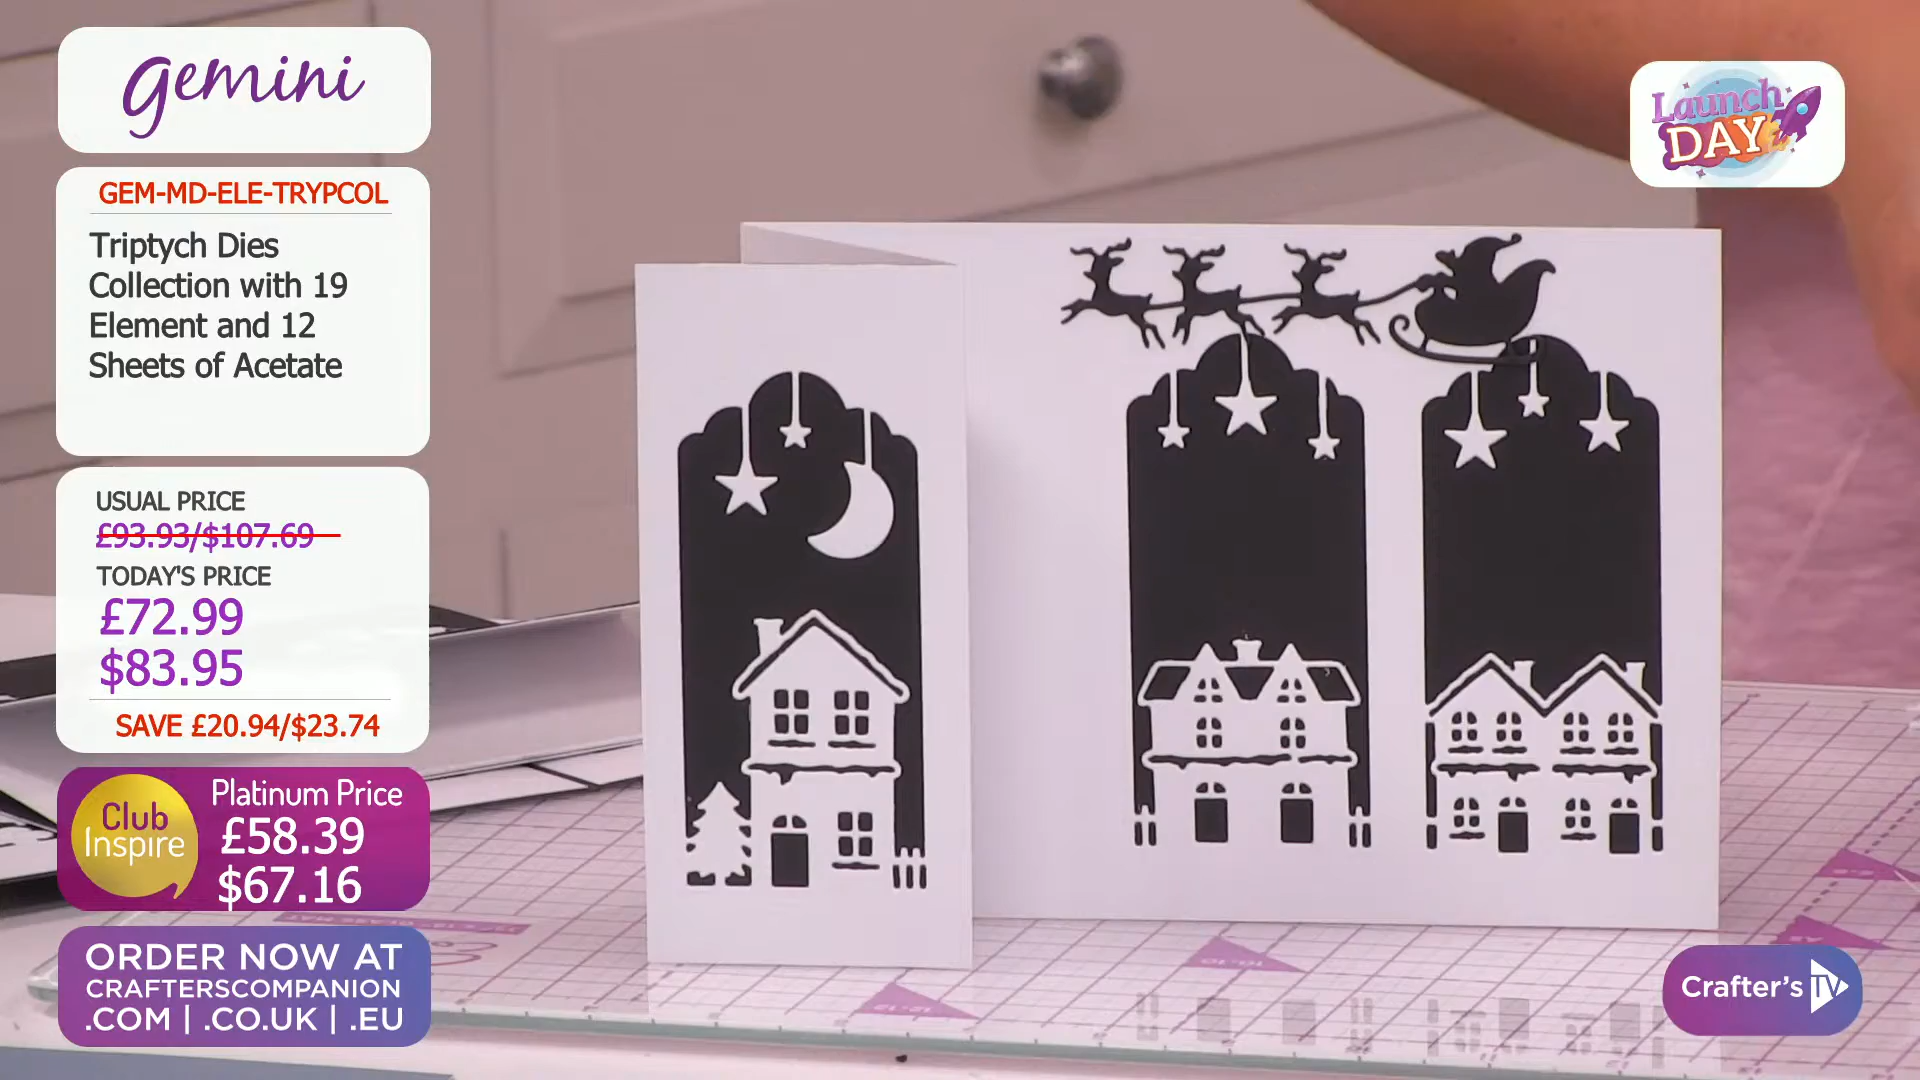 gemini
GEM-MD-ELE-TRYPCOL
Triptych Dies
Collection with 19
Element and 12
Sheets of Acetate
USUAL PRICE
£93.93/$107.69
TODAY'S PRICE
£72.99
$83.95
SAVE £20.94/$23.74
Club
Inspire
Platinum Price
£58.39
$67.16
ORDER NOW AT
CRAFTERSCOMPANION
.COM | .CO.UK | .EU
Launch
DAY
Crafter's TV